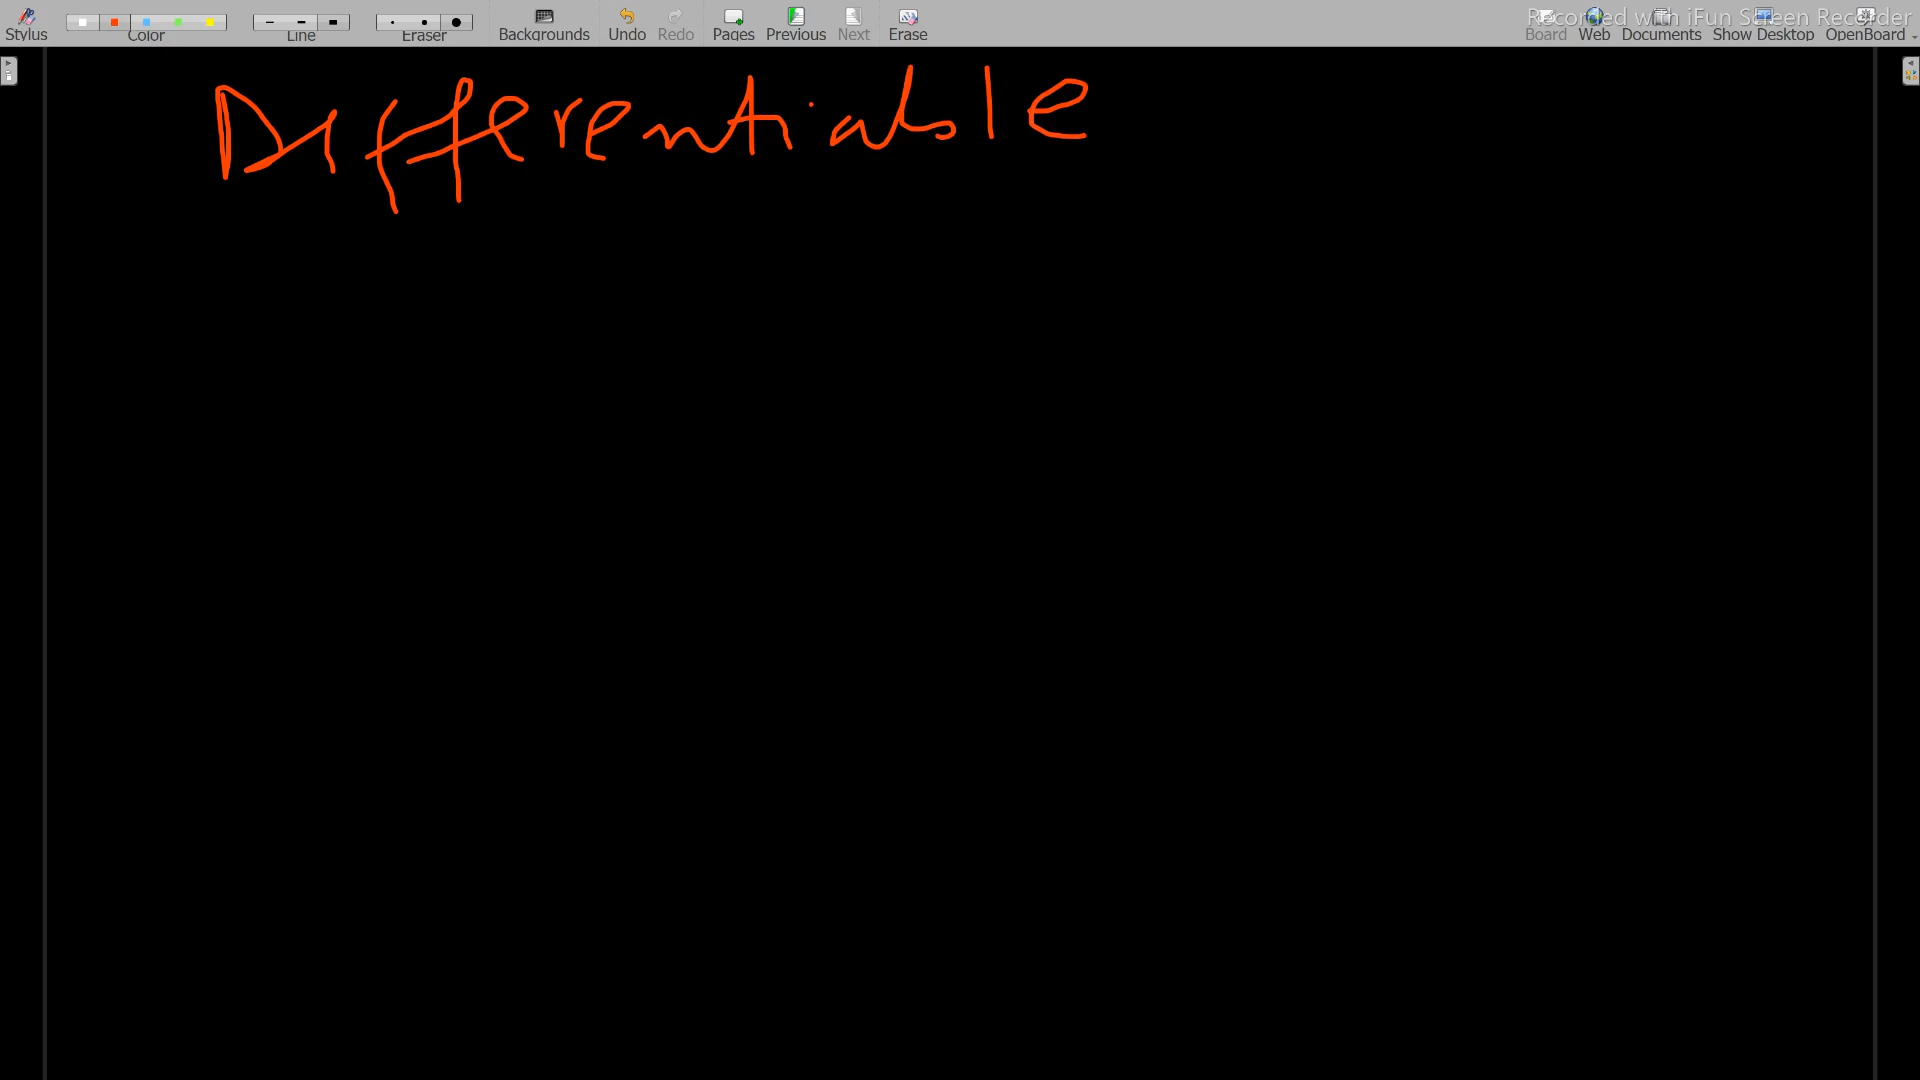 Recorded with iFun Screen Recorder
Stylus Color Line Eraser Backgrounds Undo Redo Pages Previous Next Erase Board Web Documents Show Desktop OpenBoard
Differentiable